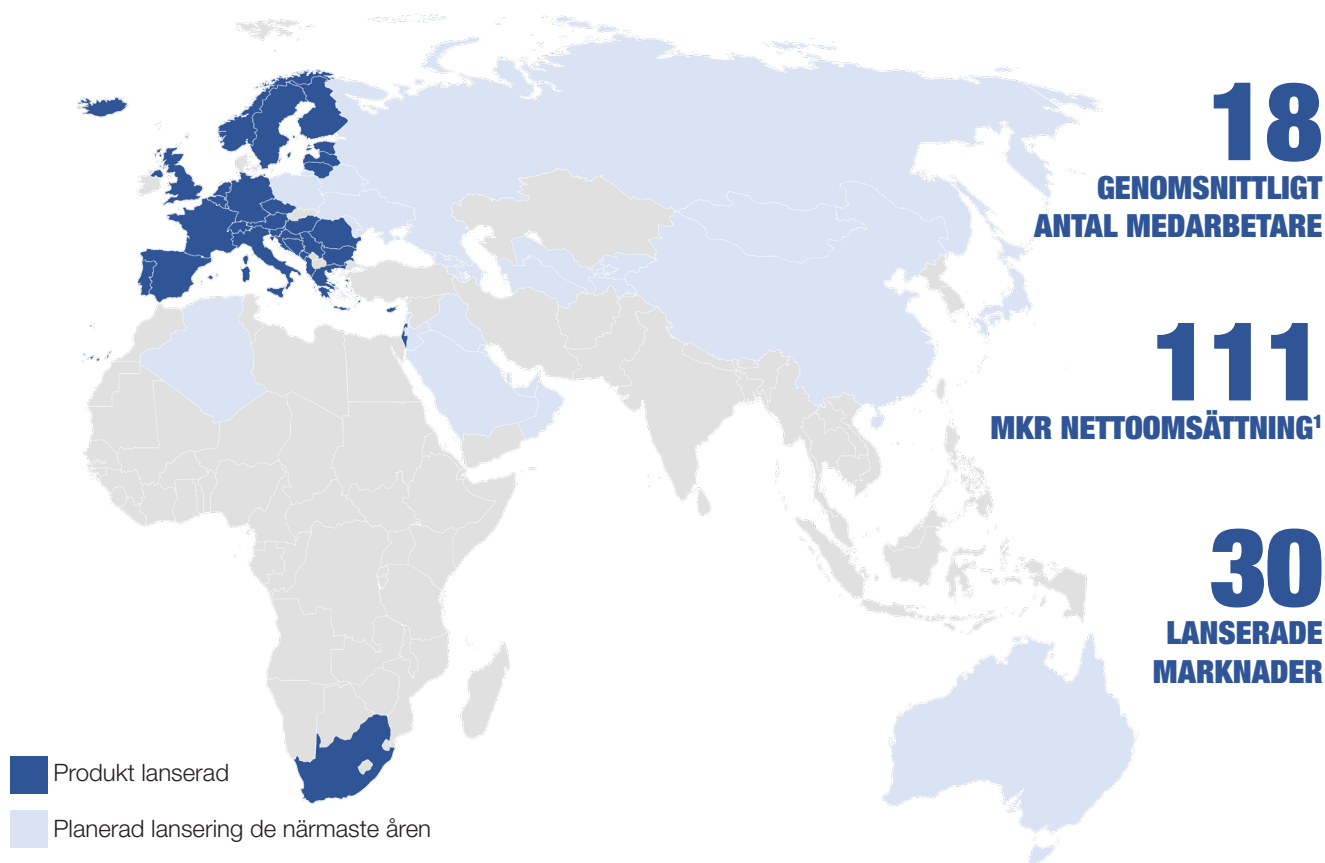 18
GENOMSNITTLIGT
ANTAL MEDARBETARE
111
MKR NETTOOMSÄTTNING¹
30
LANSERADE
MARKNADER
Produkt lanserad
Planerad lansering de närmaste åren